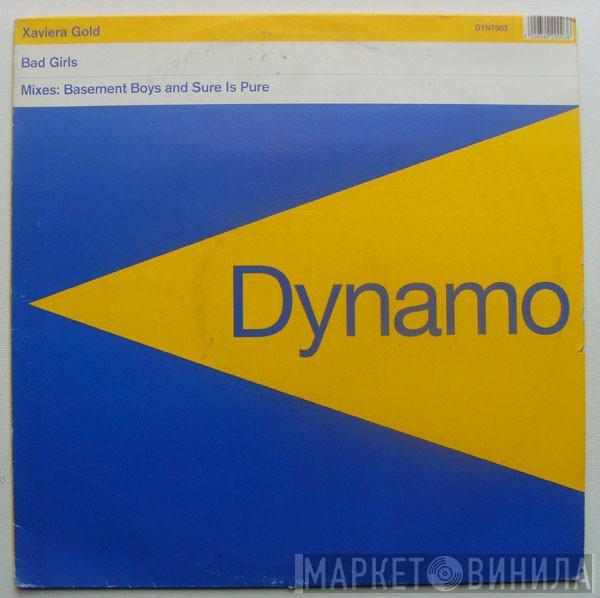 Xaviera Gold
DYNT003
Bad Girls
Mixes: Basement Boys and Sure Is Pure
Dynamo
МАРКЕТ ВИНИЛА